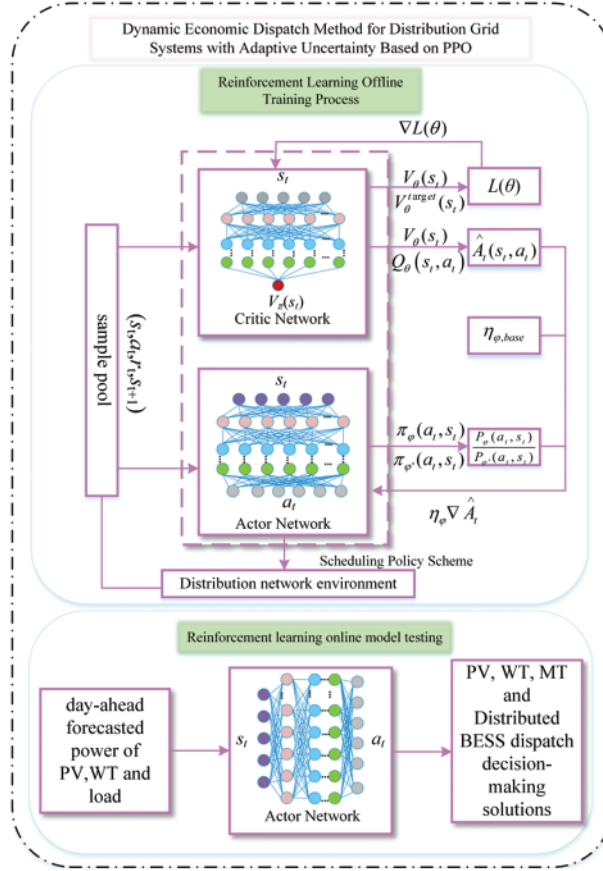 Dynamic Economic Dispatch Method for Distribution Grid
Systems with Adaptive Uncertainty Based on PPO
Reinforcement Learning Offline
Training Process
∇L(θ)
s_t
V_θ(s_t)
V_θ^{target}(s_t)
L(θ)
V_θ(s_t)
Q_θ(s_t, a_t)
Â_t(s_t, a_t)
V_π(s_t)
Critic Network
sample pool
(s_t,a_t,r_t,s_{t+1})
η_{φ,base}
s_t
π_φ(a_t, s_t)
π_{φ'}(a_t, s_t)
P_φ(a_t, s_t)
P_{φ'}(a_t, s_t)
a_t
Actor Network
η_φ∇Â_t
Scheduling Policy Scheme
Distribution network environment
Reinforcement learning online model testing
day-ahead
forecasted
power of
PV,WT and
load
s_t
a_t
Actor Network
PV, WT, MT
and
Distributed
BESS dispatch
decision-
making
solutions